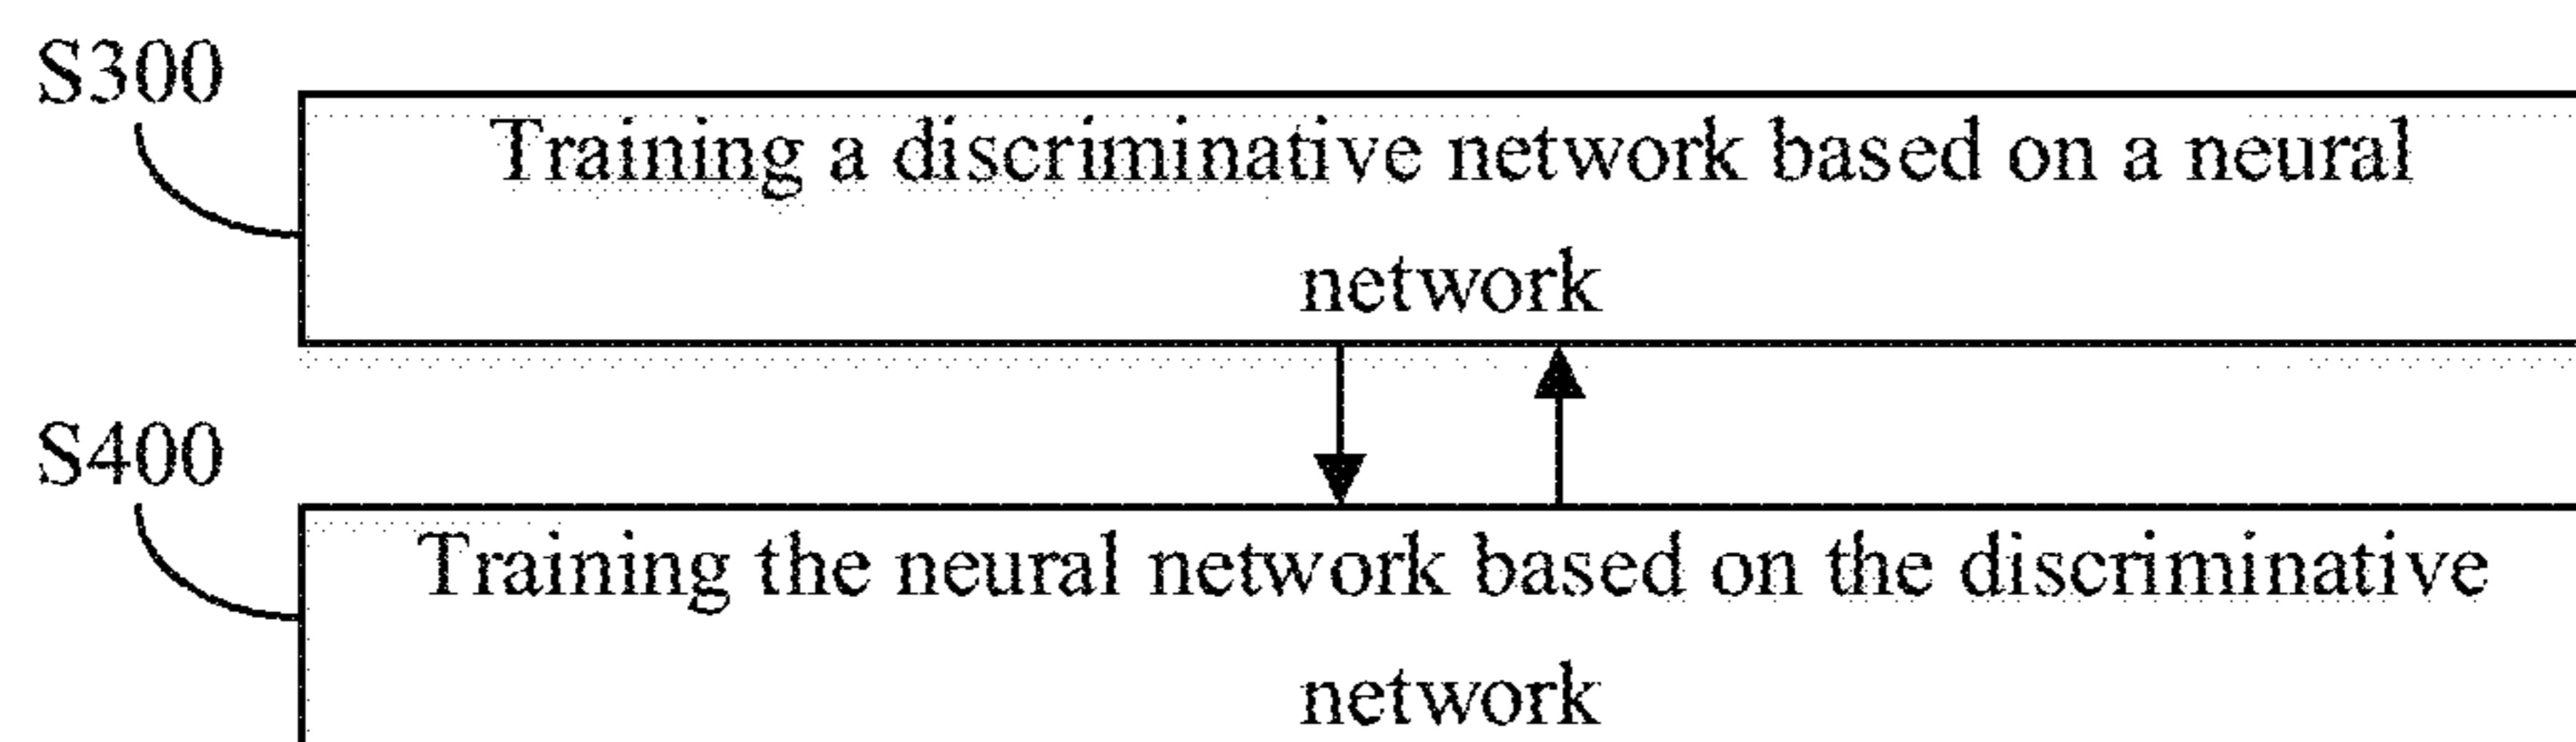 S300
Training a discriminative network based on a neural
network
S400
Training the neural network based on the discriminative
network